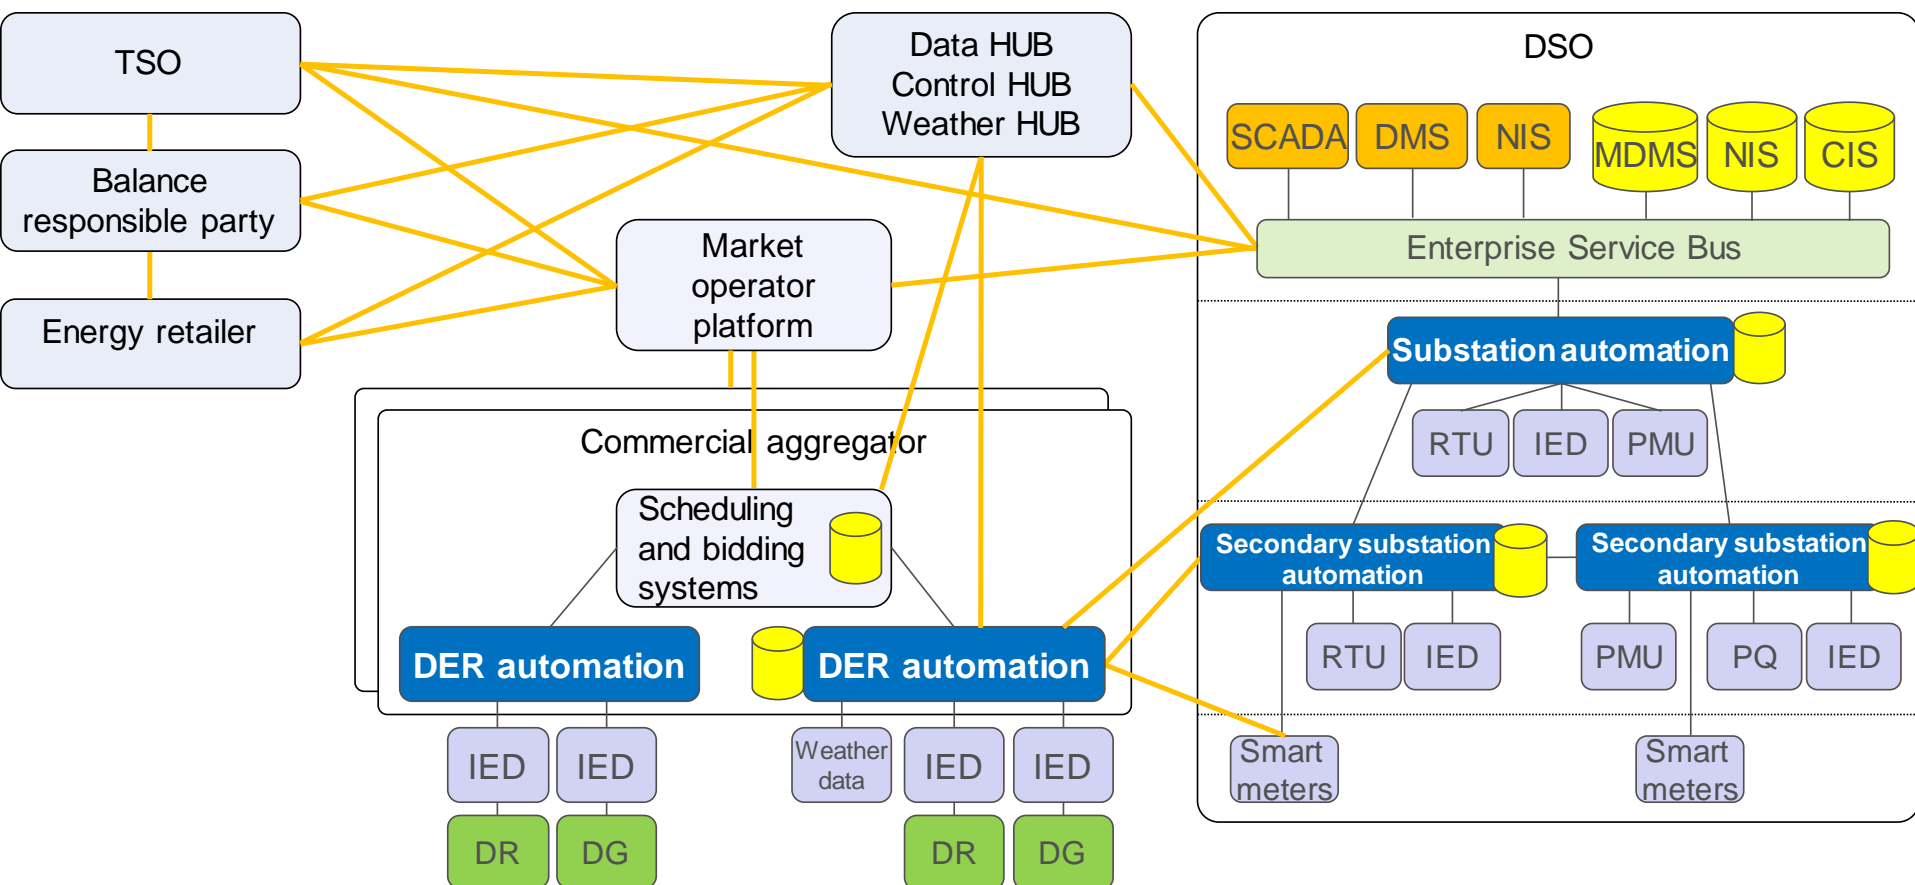 TSO
Balance
responsible party
Energy retailer
Data HUB
Control HUB
Weather HUB
Market
operator
platform
Commercial aggregator
Scheduling
and bidding
systems
DER automation
DER automation
IED
IED
Weather
data
IED
IED
DR
DG
DR
DG
DSO
SCADA
DMS
NIS
MDMS
NIS
CIS
Enterprise Service Bus
Substation automation
RTU
IED
PMU
Secondary substation
automation
Secondary substation
automation
RTU
IED
PMU
PQ
IED
Smart
meters
Smart
meters